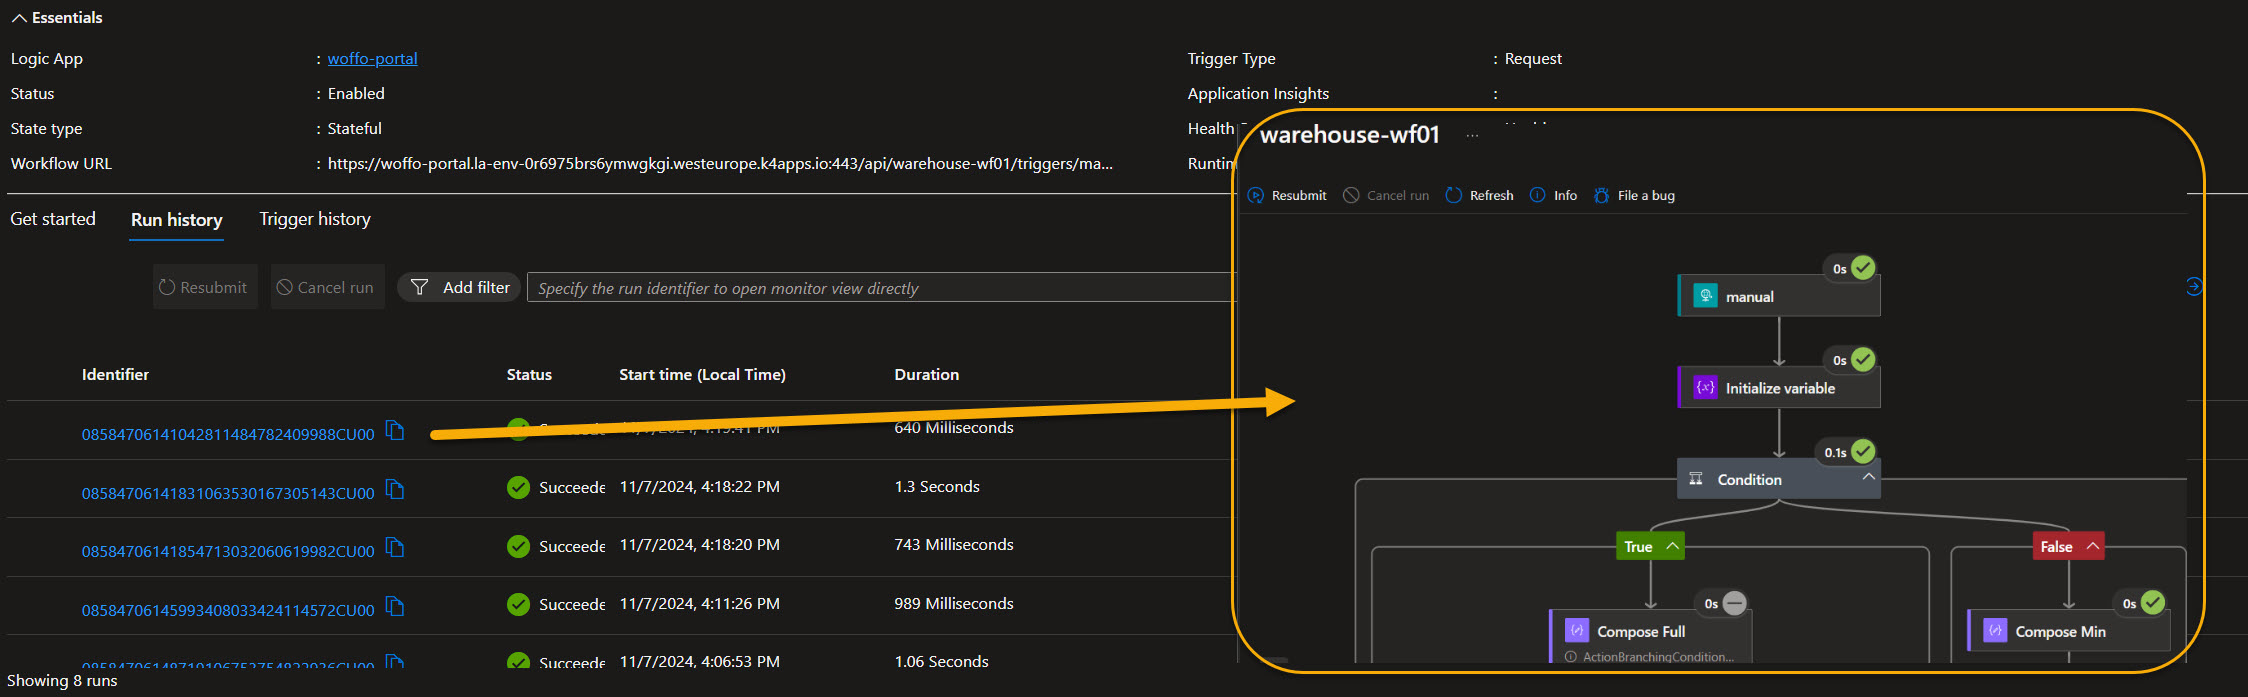 Essentials
Logic App : woffo-portal
Status : Enabled
State type : Stateful
Workflow URL : https://woffo-portal.la-env-0r6975brs6ymwgkgi.westeurope.k4apps.io:443/api/warehouse-wf01/triggers/ma...
Trigger Type : Request
Application Insights :
Health
Runtim
Get started Run history Trigger history
Resubmit Cancel run Add filter Specify the run identifier to open monitor view directly
Identifier Status Start time (Local Time) Duration
08584706141042811484782409988CU00 11/7/2024, 4:19:41 PM 640 Milliseconds
08584706141831063530167305143CU00 Succeede 11/7/2024, 4:18:22 PM 1.3 Seconds
08584706141854713032060619982CU00 Succeede 11/7/2024, 4:18:20 PM 743 Milliseconds
08584706145993408033424114572CU00 Succeede 11/7/2024, 4:11:26 PM 989 Milliseconds
Succeede 11/7/2024, 4:06:53 PM 1.06 Seconds
Showing 8 runs
warehouse-wf01 ...
Resubmit Cancel run Refresh Info File a bug
0s
manual
0s
Initialize variable
0.1s
Condition
True
False
0s
Compose Full
ActionBranchingCondition...
0s
Compose Min